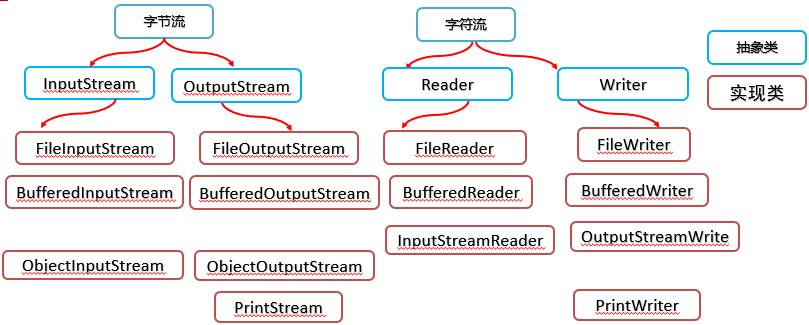 字节流
字符流
抽象类
InputStream
OutputStream
Reader
Writer
实现类
FileInputStream
FileOutputStream
FileReader
FileWriter
BufferedInputStream
BufferedOutputStream
BufferedReader
BufferedWriter
InputStreamReader
OutputStreamWrite
ObjectInputStream
ObjectOutputStream
PrintStream
PrintWriter